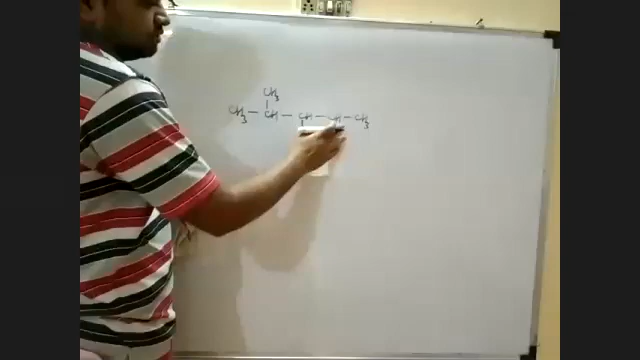 CH3
CH3 — CH — CH — CH — CH3